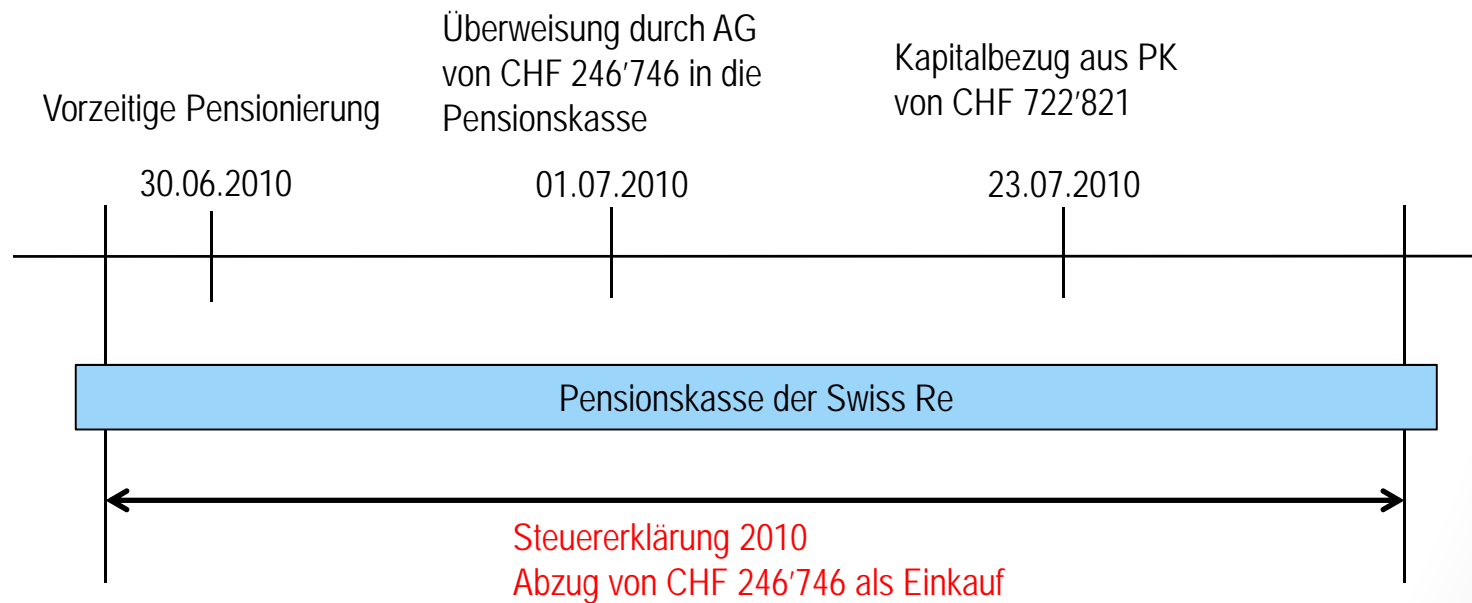 Vorzeitige Pensionierung
30.06.2010
Überweisung durch AG
von CHF 246'746 in die
Pensionskasse
01.07.2010
Kapitalbezug aus PK
von CHF 722'821
23.07.2010
Pensionskasse der Swiss Re
Steuererklärung 2010
Abzug von CHF 246'746 als Einkauf